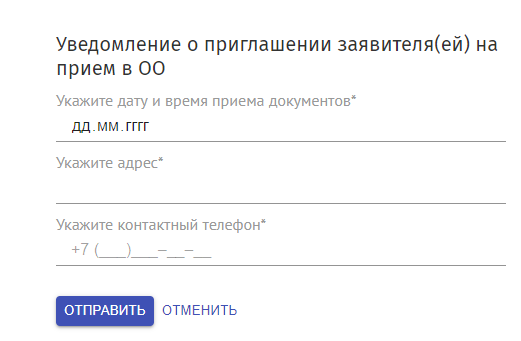 Уведомление о приглашении заявителя(ей) на
прием в ОО
Укажите дату и время приема документов*
дд.мм.гггг
Укажите адрес*
Укажите контактный телефон*
+7 (___)___–__–__
ОТПРАВИТЬ ОТМЕНИТЬ